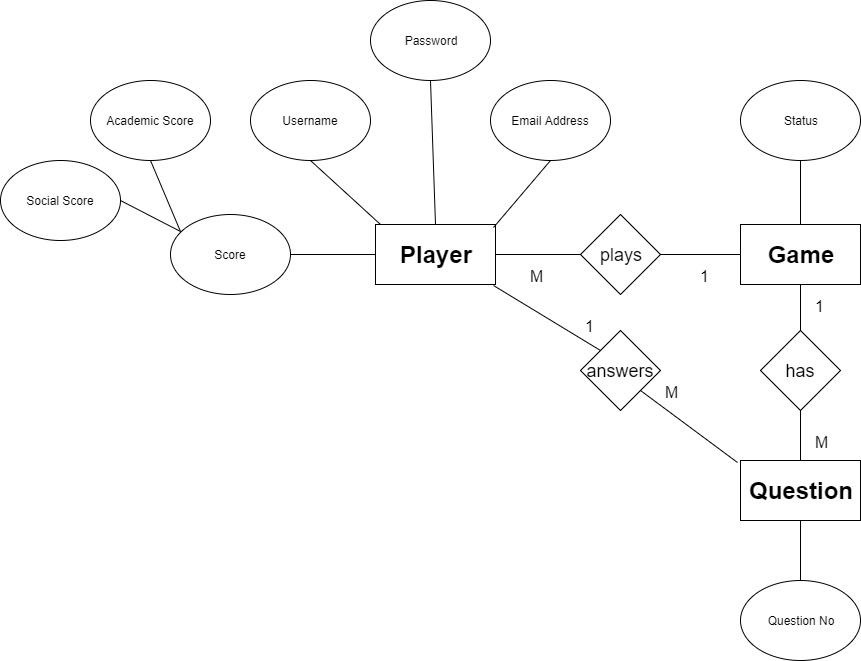 Password
Academic Score
Username
Email Address
Status
Social Score
Score
Player
plays
Game
M
1
1
1
answers
has
M
M
Question
Question No